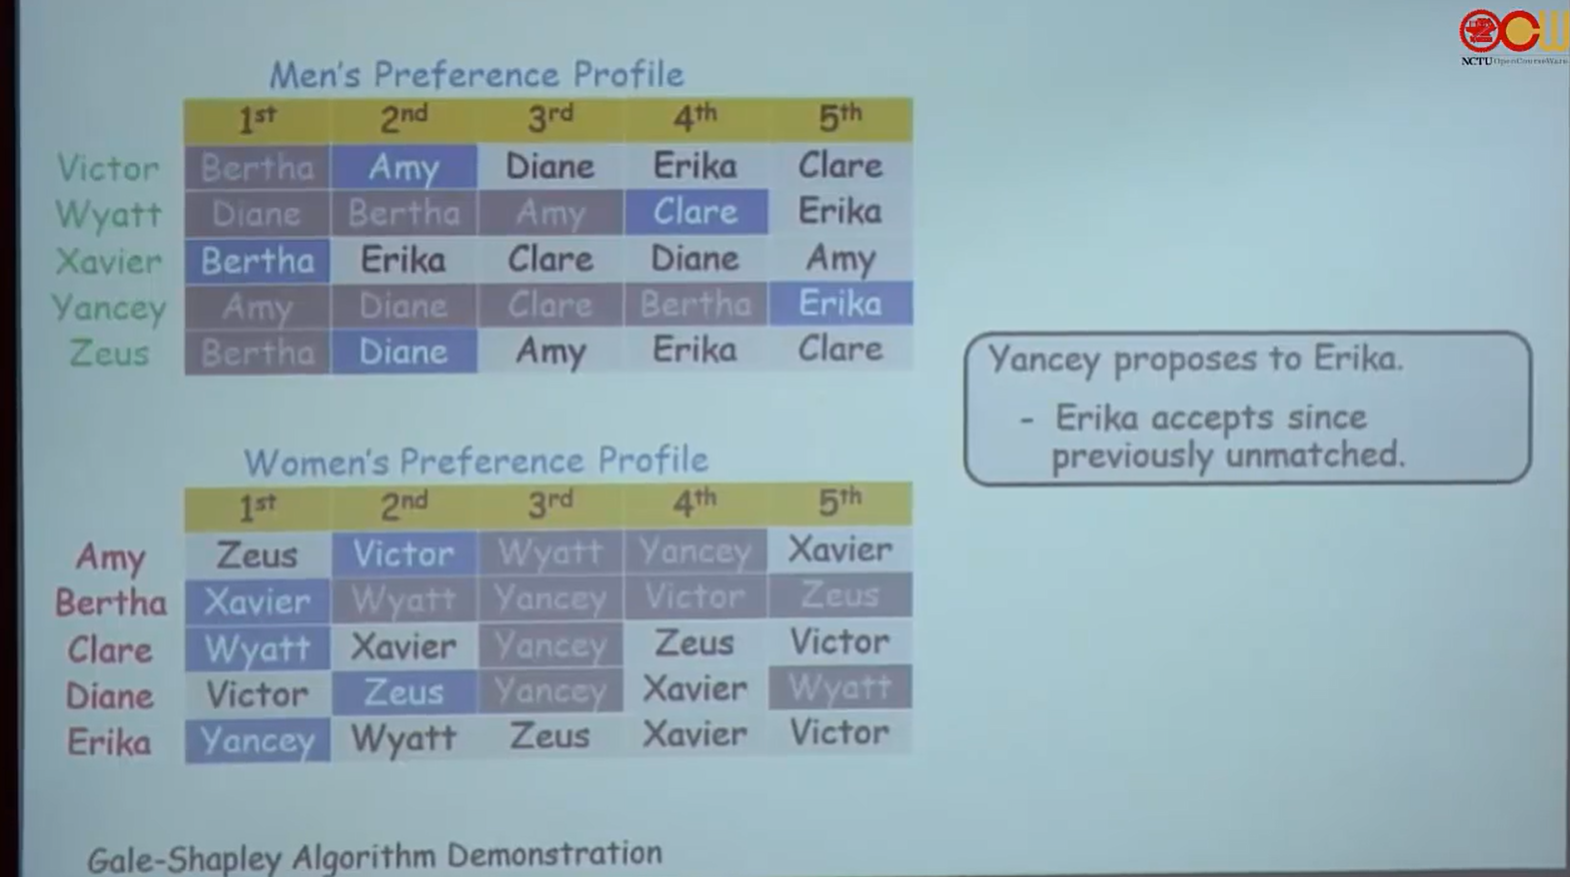 OCW
NCTU OpenCourseWare
Men's Preference Profile
1st 2nd 3rd 4th 5th
Victor Bertha Amy Diane Erika Clare
Wyatt Diane Bertha Amy Clare Erika
Xavier Bertha Erika Clare Diane Amy
Yancey Amy Diane Clare Bertha Erika
Zeus Bertha Diane Amy Erika Clare
Yancey proposes to Erika.
- Erika accepts since
previously unmatched.
Women's Preference Profile
1st 2nd 3rd 4th 5th
Amy Zeus Victor Wyatt Yancey Xavier
Bertha Xavier Wyatt Yancey Victor Zeus
Clare Wyatt Xavier Yancey Zeus Victor
Diane Victor Zeus Yancey Xavier Wyatt
Erika Yancey Wyatt Zeus Xavier Victor
Gale-Shapley Algorithm Demonstration